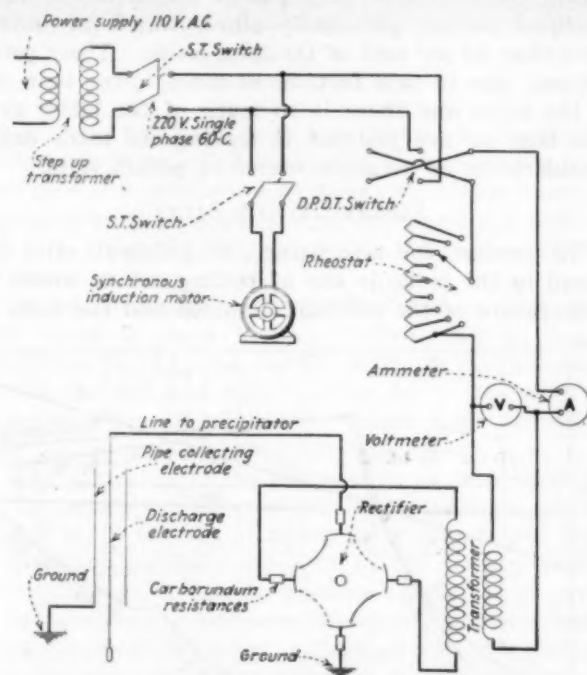 Power supply 110 V. A.C.
S.T. Switch
220 V. Single
phase 60-C.
Step up
transformer
D.P.D.T. Switch
S.T. Switch
Rheostat
Synchronous
induction motor
Ammeter
V
A
Voltmeter
Line to precipitator
Pipe collecting
electrode
Rectifier
Discharge
electrode
Ground
Carborundum
resistances
Transformer
Ground